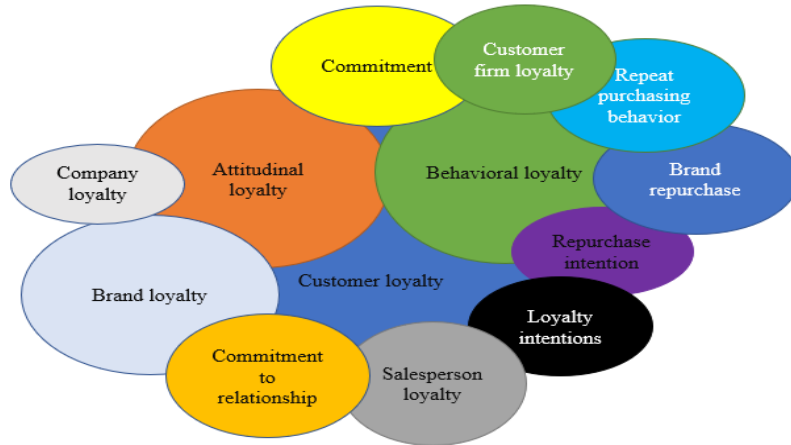 Commitment
Customer
firm loyalty
Repeat
purchasing
behavior
Company
loyalty
Attitudinal
loyalty
Behavioral loyalty
Brand
repurchase
Repurchase
intention
Brand loyalty
Customer loyalty
Loyalty
intentions
Commitment
to
relationship
Salesperson
loyalty